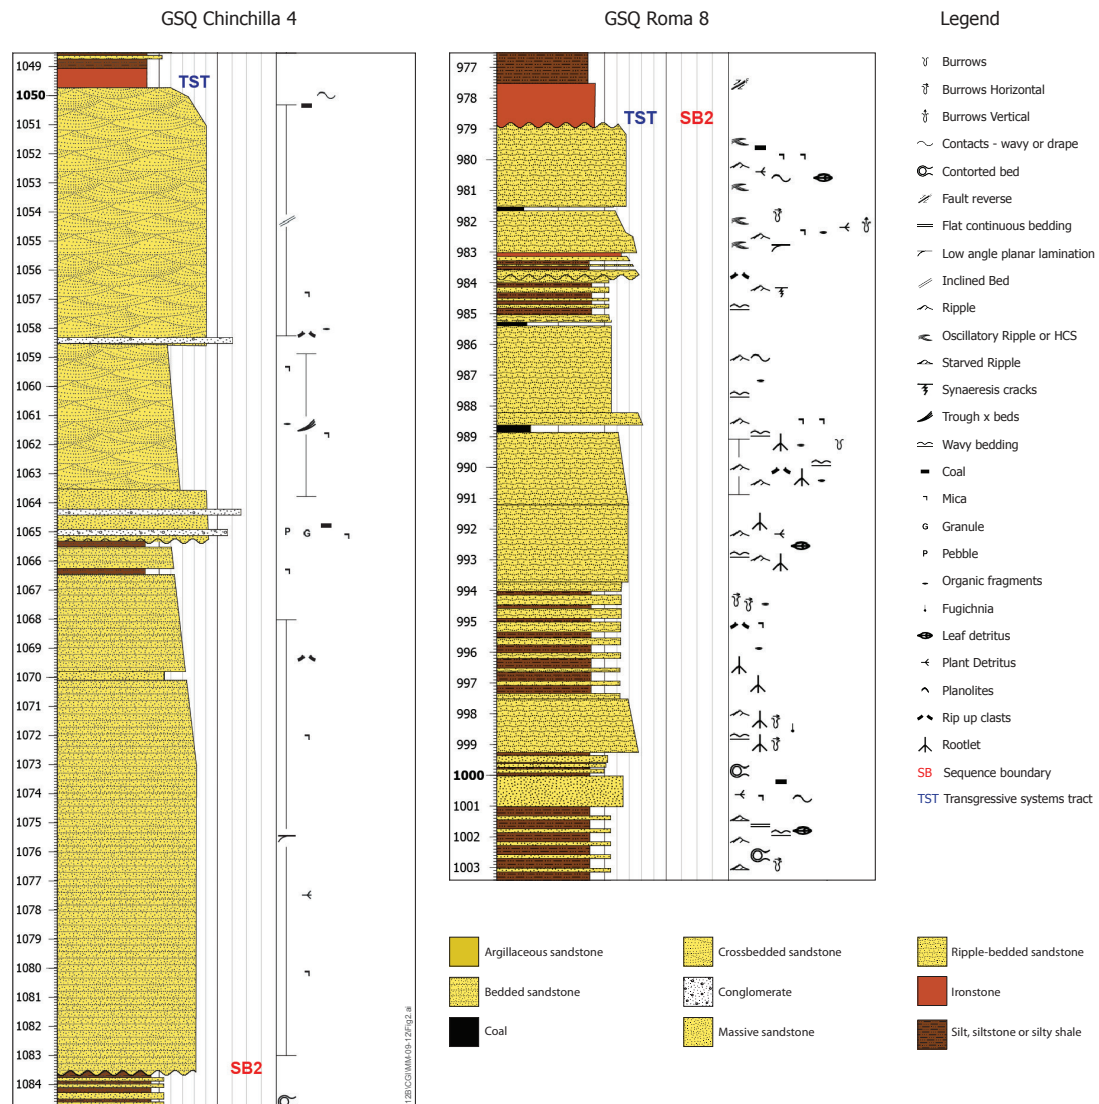 GSQ Chinchilla 4
GSQ Roma 8
Legend
1049
1050
1051
1052
1053
1054
1055
1056
1057
1058
1059
1060
1061
1062
1063
1064
1065
1066
1067
1068
1069
1070
1071
1072
1073
1074
1075
1076
1077
1078
1079
1080
1081
1082
1083
1084
TST
P
G
SB2
977
978
979
980
981
982
983
984
985
986
987
988
989
990
991
992
993
994
995
996
997
998
999
1000
1001
1002
1003
TST
SB2
Burrows
Burrows Horizontal
Burrows Vertical
Contacts - wavy or drape
Contorted bed
Fault reverse
Flat continuous bedding
Low angle planar lamination
Inclined Bed
Ripple
Oscillatory Ripple or HCS
Starved Ripple
Synaeresis cracks
Trough x beds
Wavy bedding
Coal
Mica
G Granule
P Pebble
Organic fragments
Fugichnia
Leaf detritus
Plant Detritus
Planolites
Rip up clasts
Rootlet
SB Sequence boundary
TST Transgressive systems tract
Argillaceous sandstone
Crossbedded sandstone
Ripple-bedded sandstone
Bedded sandstone
Conglomerate
Ironstone
Coal
Massive sandstone
Silt, siltstone or silty shale